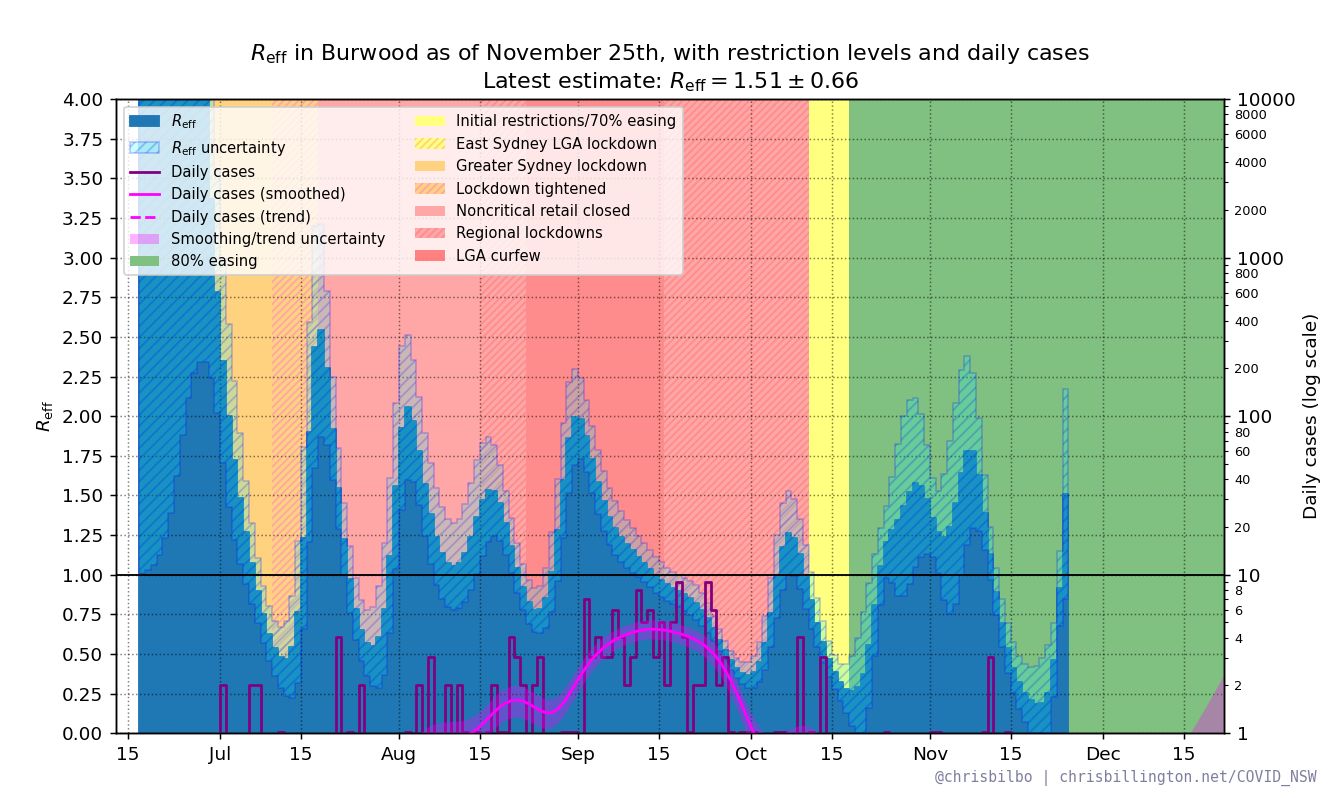 R_eff in Burwood as of November 25th, with restriction levels and daily cases
Latest estimate: R_eff = 1.51 ± 0.66
R_eff
R_eff uncertainty
Daily cases
Daily cases (smoothed)
Daily cases (trend)
Smoothing/trend uncertainty
80% easing
Initial restrictions/70% easing
East Sydney LGA lockdown
Greater Sydney lockdown
Lockdown tightened
Noncritical retail closed
Regional lockdowns
LGA curfew
R_eff
4.00
3.75
3.50
3.25
3.00
2.75
2.50
2.25
2.00
1.75
1.50
1.25
1.00
0.75
0.50
0.25
0.00
10000
8000
6000
4000
2000
1000
800
600
400
200
100
80
60
40
20
10
8
6
4
2
1
Daily cases (log scale)
15 Jul 15 Aug 15 Sep 15 Oct 15 Nov 15 Dec 15
@chrisbilbo | chrisbillington.net/COVID_NSW